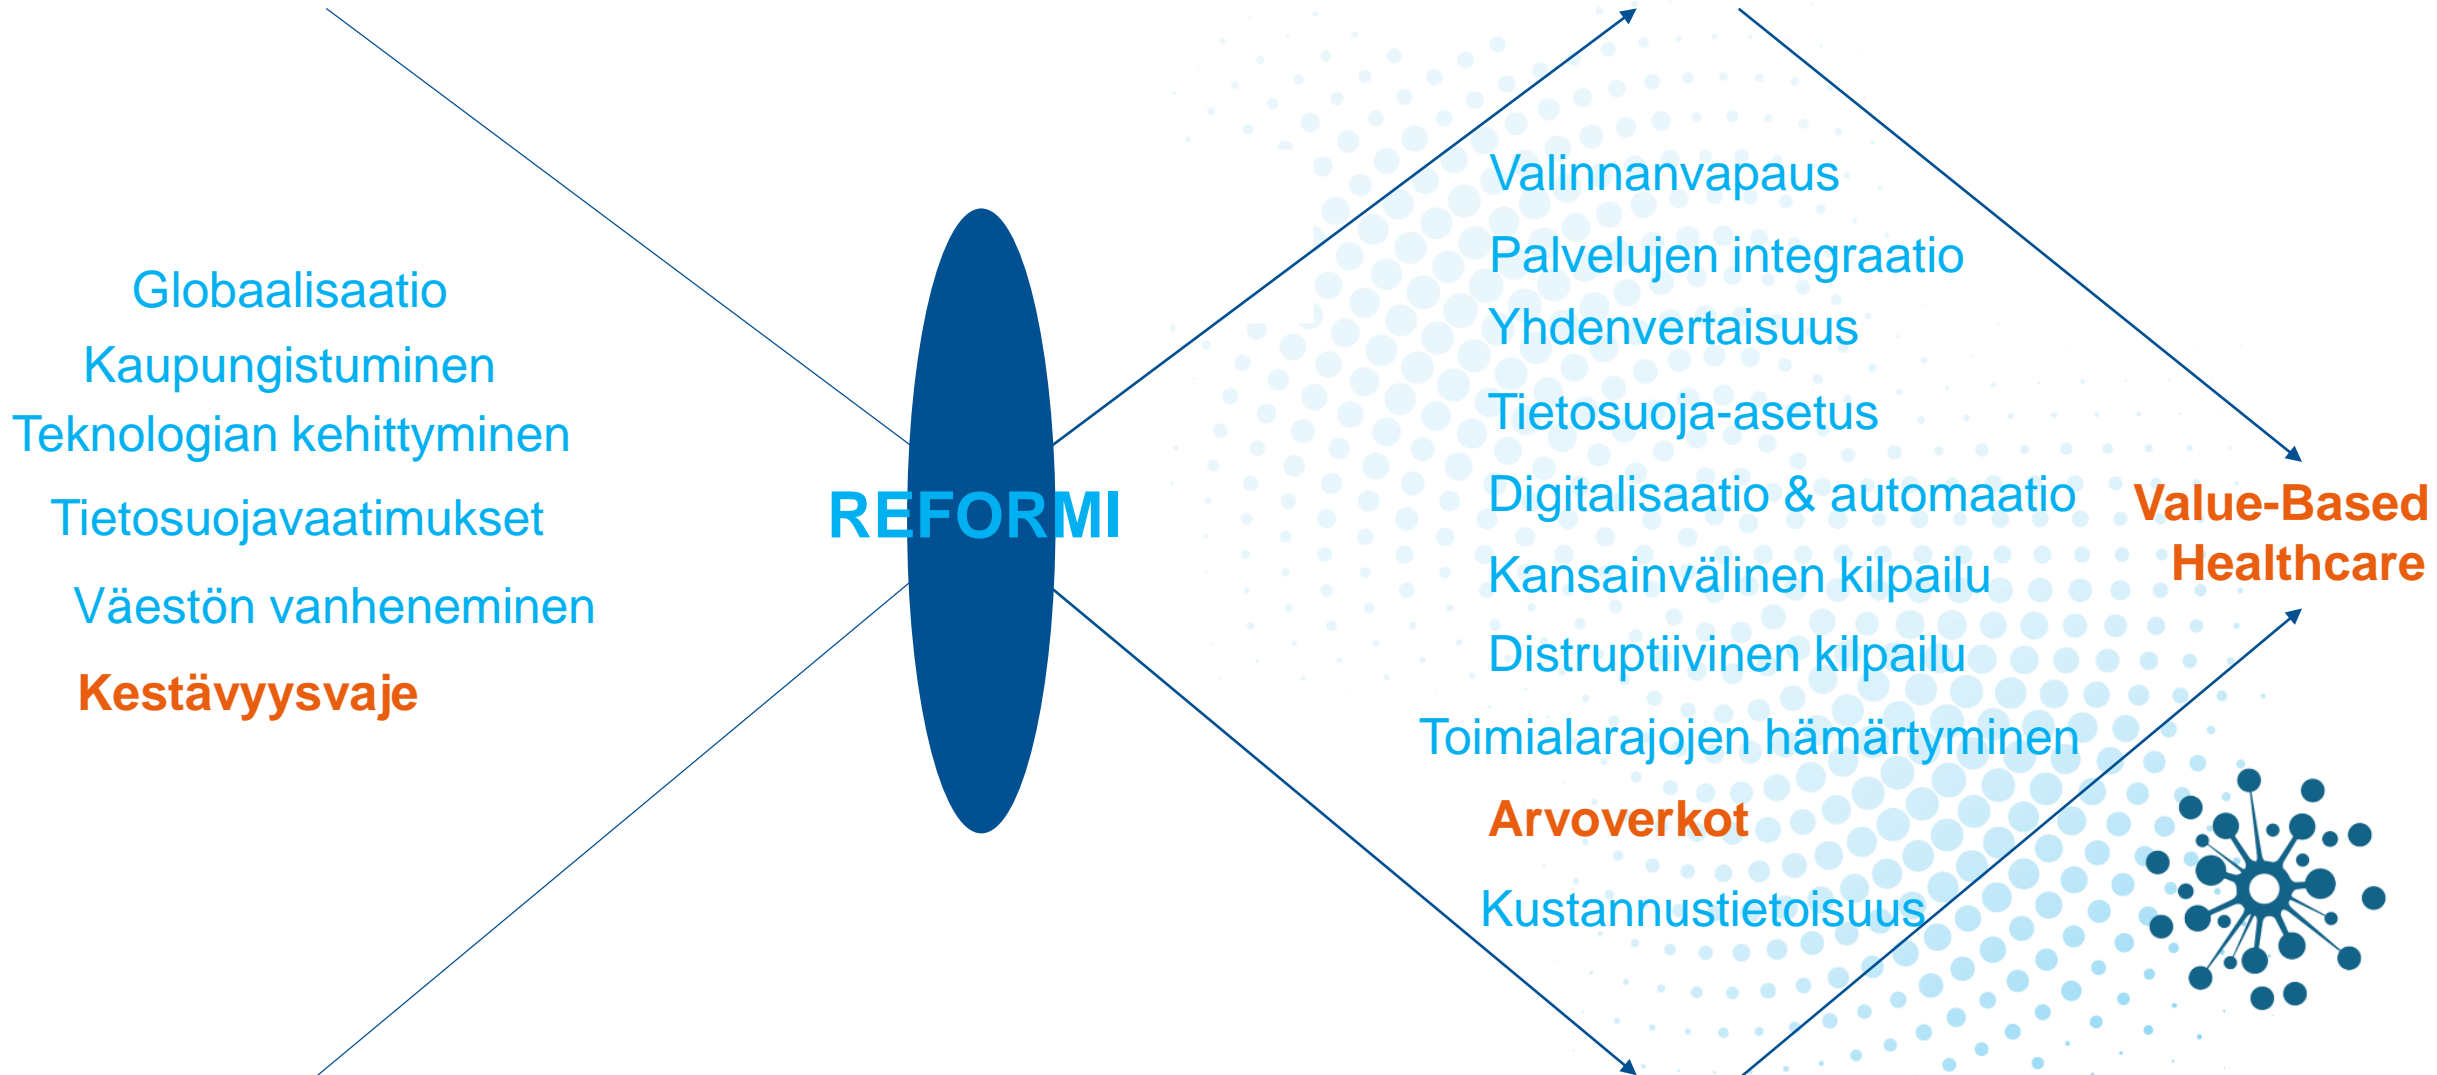 Globaalisaatio
Kaupungistuminen
Teknologian kehittyminen
Tietosuojavaatimukset
Väestön vanheneminen
Kestävyysvaje
REFORMI
Valinnanvapaus
Palvelujen integraatio
Yhdenvertaisuus
Tietosuoja-asetus
Digitalisaatio & automaatio
Kansainvälinen kilpailu
Distruptiivinen kilpailu
Toimialarajojen hämärtyminen
Arvoverkot
Kustannustietoisuus
Value-Based
Healthcare